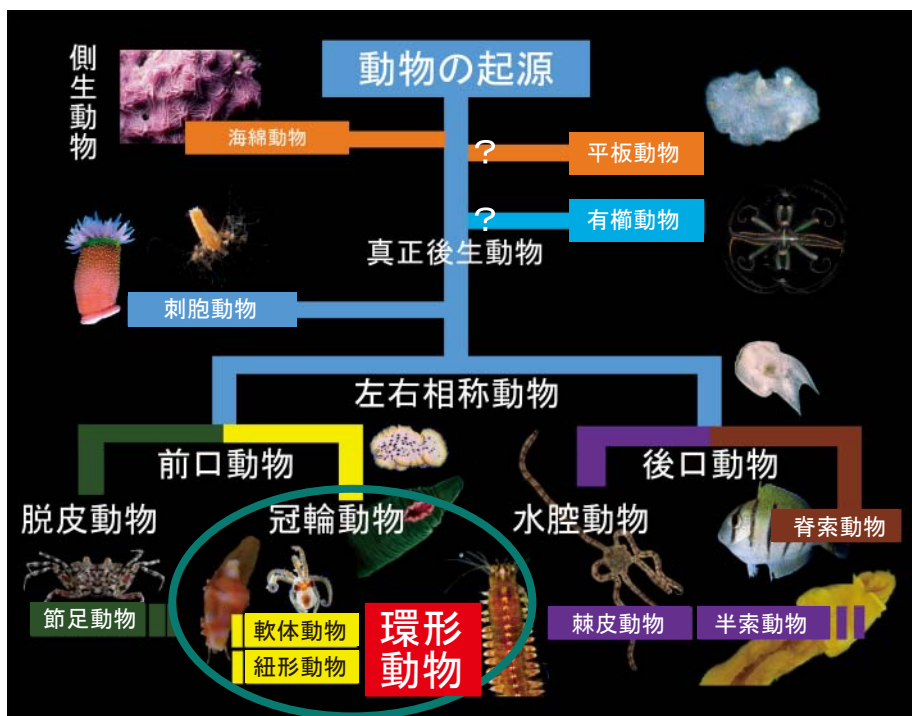 側生動物
動物の起源
海綿動物
?
平板動物
?
有櫛動物
真正後生動物
刺胞動物
左右相称動物
前口動物
後口動物
脱皮動物
冠輪動物
水腔動物
脊索動物
節足動物
軟体動物
紐形動物
環形
動物
棘皮動物
半索動物